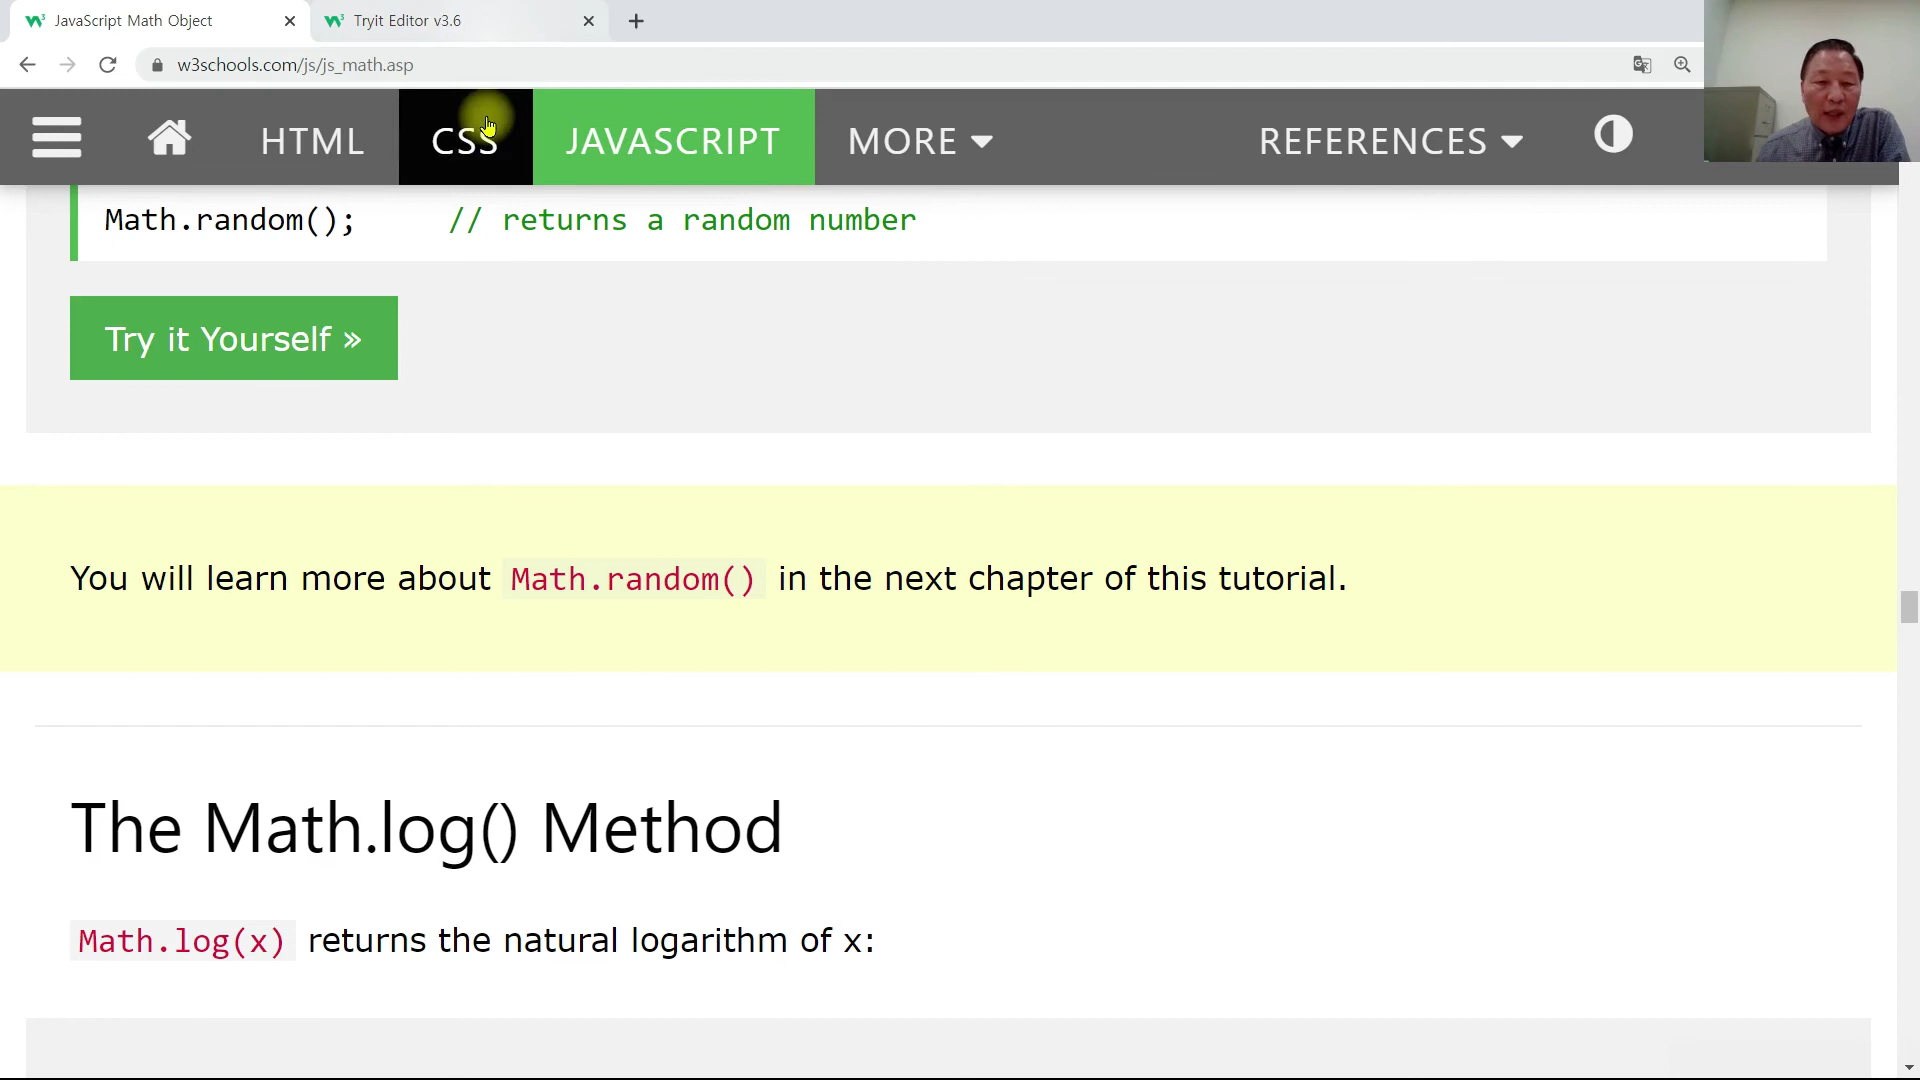 JavaScript Math Object
Tryit Editor v3.6
w3schools.com/js/js_math.asp
HTML
CSS
JAVASCRIPT
MORE
REFERENCES
Math.random();     // returns a random number
Try it Yourself »
You will learn more about Math.random() in the next chapter of this tutorial.
The Math.log() Method
Math.log(x) returns the natural logarithm of x: